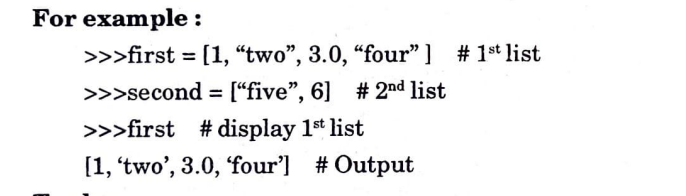 For example :
>>>first = [1, “two”, 3.0, “four” ] # 1st list
>>>second = [“five”, 6] # 2nd list
>>>first # display 1st list
[1, ‘two’, 3.0, ‘four’] # Output